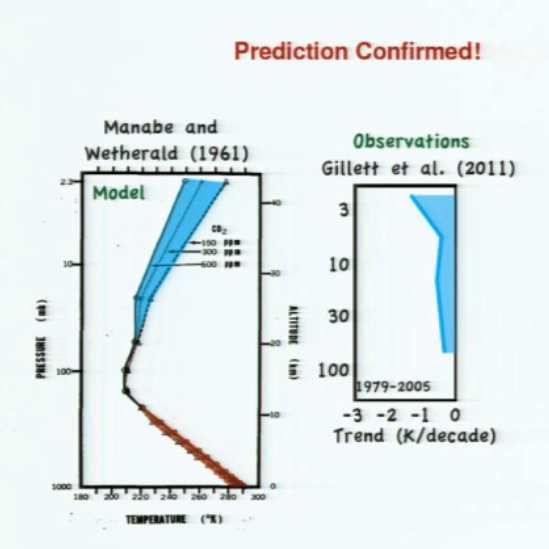 Prediction Confirmed!
Manabe and
Wetherald (1961)
Model
2.3
10
100
1000
PRESSURE (mb)
CO2
150 ppm
300 ppm
600 ppm
40
30
20
10
0
ALTITUDE (km)
180 200 220 240 260 280 300
TEMPERATURE (°K)
Observations
Gillett et al. (2011)
3
10
30
100
1979-2005
-3 -2 -1 0
Trend (K/decade)